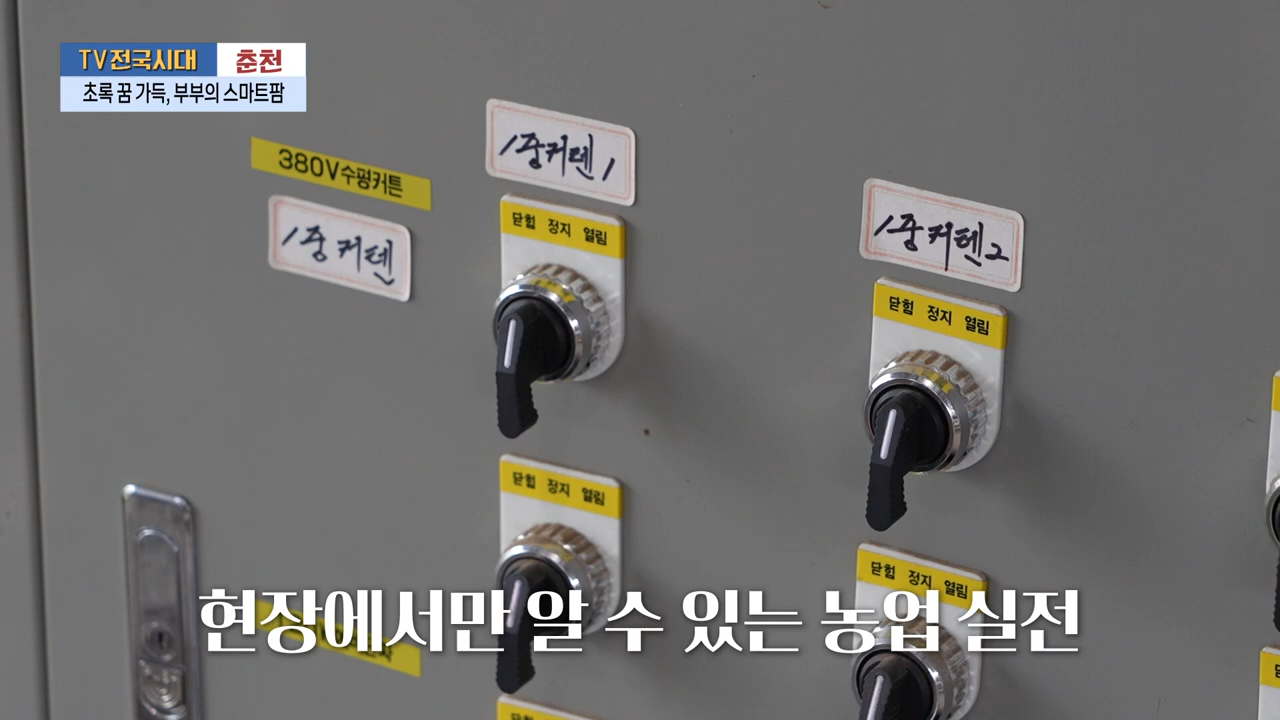 TV전국시대 춘천
초록 꿈 가득, 부부의 스마트팜
380V수평커튼
1중커텐
1중커텐1
닫힘 정지 열림
1중커텐2
닫힘 정지 열림
닫힘 정지 열림
닫힘 정지 열림
현장에서만 알 수 있는 농업 실전